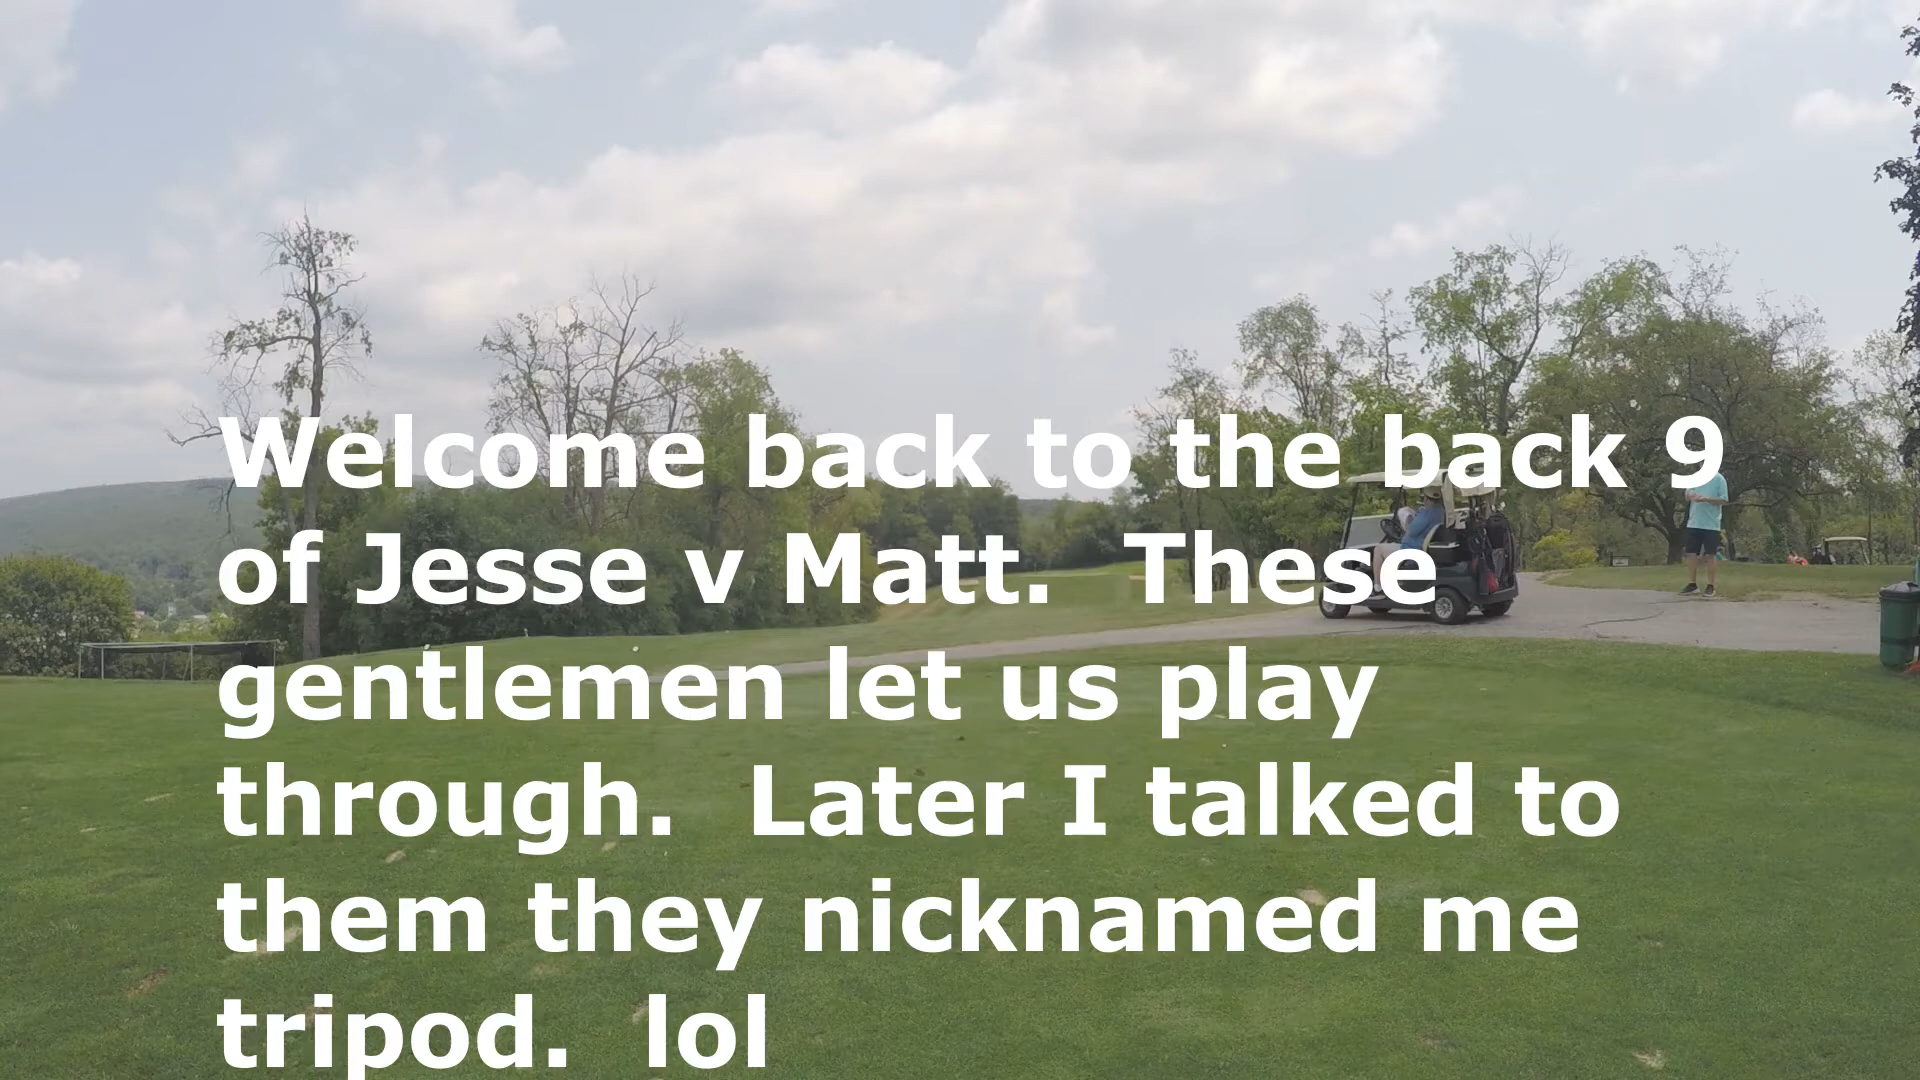 Welcome back to the back 9
of Jesse v Matt.  These
gentlemen let us play
through.  Later I talked to
them they nicknamed me
tripod.  lol